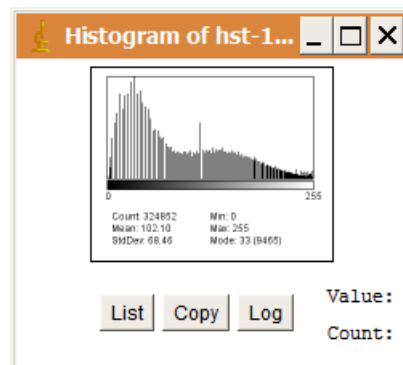 Histogram of hst-1...
0 255
Count: 324852 Min: 0
Mean: 102.10 Max: 255
StdDev: 68.46 Mode: 33 (9465)
List Copy Log
Value:
Count: